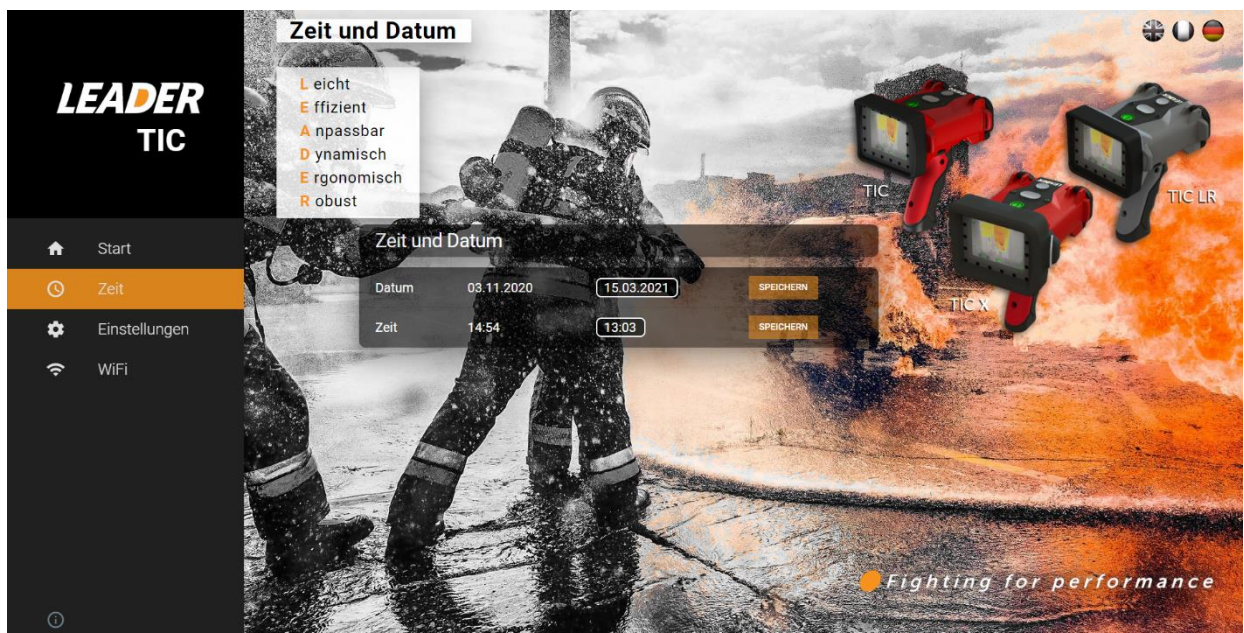 LEADER
TIC
Start
Zeit
Einstellungen
WiFi
Zeit und Datum
L eicht
E ffizient
A npassbar
D ynamisch
E rgonomisch
R obust
TIC
TIC LR
TIC X
Zeit und Datum
Datum 03.11.2020 15.03.2021 SPEICHERN
Zeit 14:54 13:03 SPEICHERN
Fighting for performance